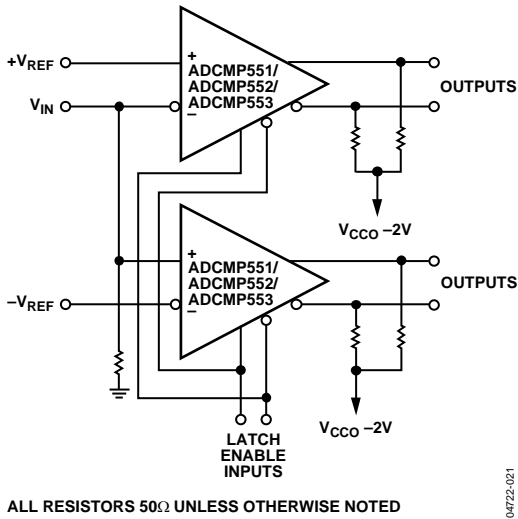 +VREF
+
ADCMP551/
ADCMP552/
ADCMP553
–
VIN
OUTPUTS
VCCO –2V
+
ADCMP551/
ADCMP552/
ADCMP553
–
–VREF
OUTPUTS
VCCO –2V
LATCH
ENABLE
INPUTS
ALL RESISTORS 50Ω UNLESS OTHERWISE NOTED
04722-021